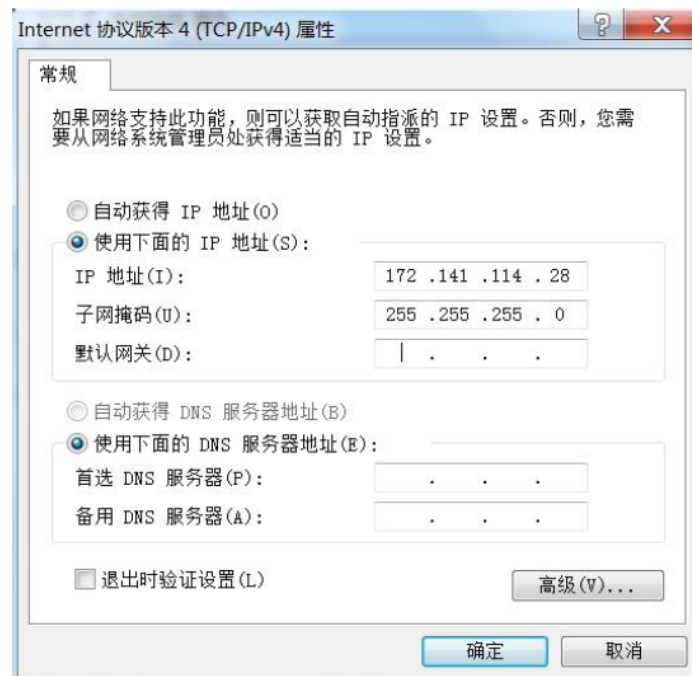 Internet 协议版本 4 (TCP/IPv4) 属性
常规
如果网络支持此功能，则可以获取自动指派的 IP 设置。否则，您需
要从网络系统管理员处获得适当的 IP 设置。
自动获得 IP 地址(O)
使用下面的 IP 地址(S):
IP 地址(I): 172 .141 .114 . 28
子网掩码(U): 255 .255 .255 . 0
默认网关(D): . . .
自动获得 DNS 服务器地址(B)
使用下面的 DNS 服务器地址(E):
首选 DNS 服务器(P): . . .
备用 DNS 服务器(A): . . .
退出时验证设置(L)
高级(V)...
确定 取消